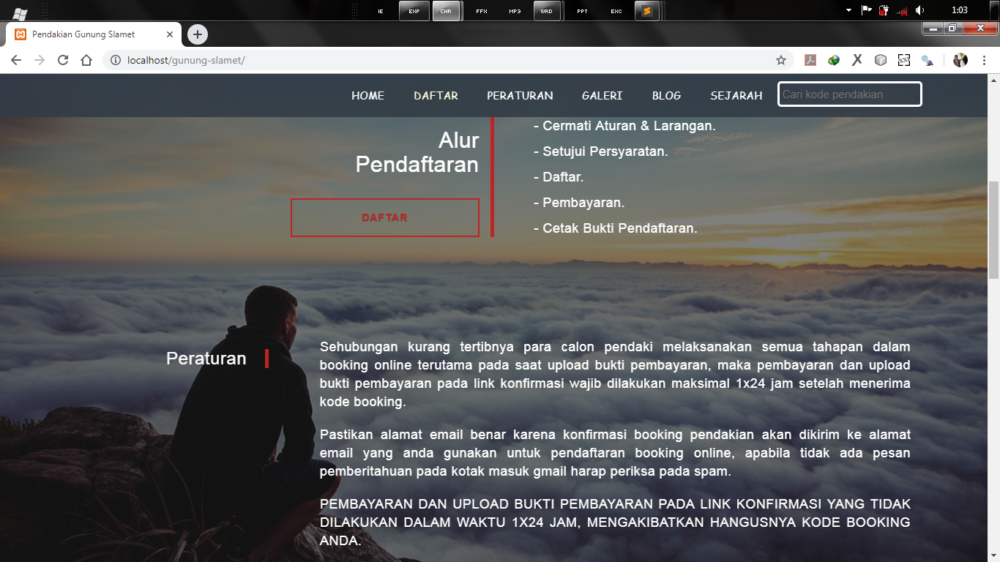 IE EXP CHR FFX MP3 WRD PPT EXC 1:03
Pendakian Gunung Slamet
localhost/gunung-slamet/
HOME DAFTAR PERATURAN GALERI BLOG SEJARAH Cari kode pendakian
Alur
Pendaftaran
DAFTAR
- Cermati Aturan & Larangan.
- Setujui Persyaratan.
- Daftar.
- Pembayaran.
- Cetak Bukti Pendaftaran.
Peraturan
Sehubungan kurang tertibnya para calon pendaki melaksanakan semua tahapan dalam
booking online terutama pada saat upload bukti pembayaran, maka pembayaran dan upload
bukti pembayaran pada link konfirmasi wajib dilakukan maksimal 1x24 jam setelah menerima
kode booking.
Pastikan alamat email benar karena konfirmasi booking pendakian akan dikirim ke alamat
email yang anda gunakan untuk pendaftaran booking online, apabila tidak ada pesan
pemberitahuan pada kotak masuk gmail harap periksa pada spam.
PEMBAYARAN DAN UPLOAD BUKTI PEMBAYARAN PADA LINK KONFIRMASI YANG TIDAK
DILAKUKAN DALAM WAKTU 1X24 JAM, MENGAKIBATKAN HANGUSNYA KODE BOOKING
ANDA.